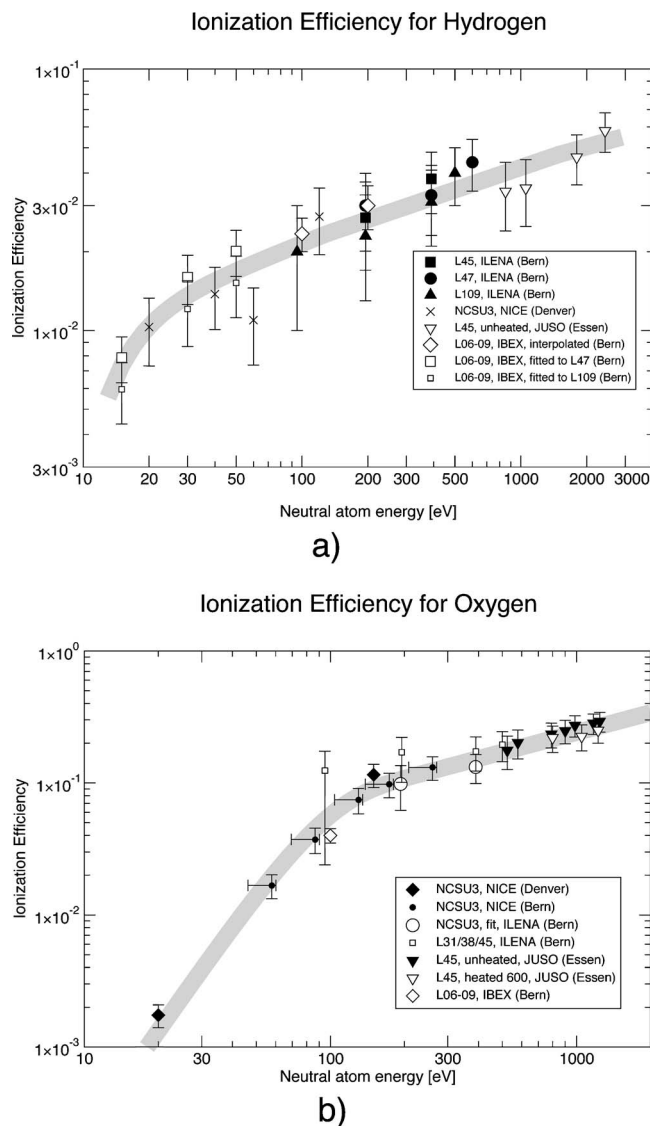 Ionization Efficiency for Hydrogen
1×10⁻¹
3×10⁻²
1×10⁻²
3×10⁻³
Ionization Efficiency
L45, ILENA (Bern)
L47, ILENA (Bern)
L109, ILENA (Bern)
NCSU3, NICE (Denver)
L45, unheated, JUSO (Essen)
L06-09, IBEX, interpolated (Bern)
L06-09, IBEX, fitted to L47 (Bern)
L06-09, IBEX, fitted to L109 (Bern)
10 20 30 50 100 200 300 500 1000 2000 3000
Neutral atom energy [eV]
a)
Ionization Efficiency for Oxygen
1×10⁰
1×10⁻¹
1×10⁻²
1×10⁻³
Ionization Efficiency
NCSU3, NICE (Denver)
NCSU3, NICE (Bern)
NCSU3, fit, ILENA (Bern)
L31/38/45, ILENA (Bern)
L45, unheated, JUSO (Essen)
L45, heated 600, JUSO (Essen)
L06-09, IBEX (Bern)
10 30 100 300 1000
Neutral atom energy [eV]
b)